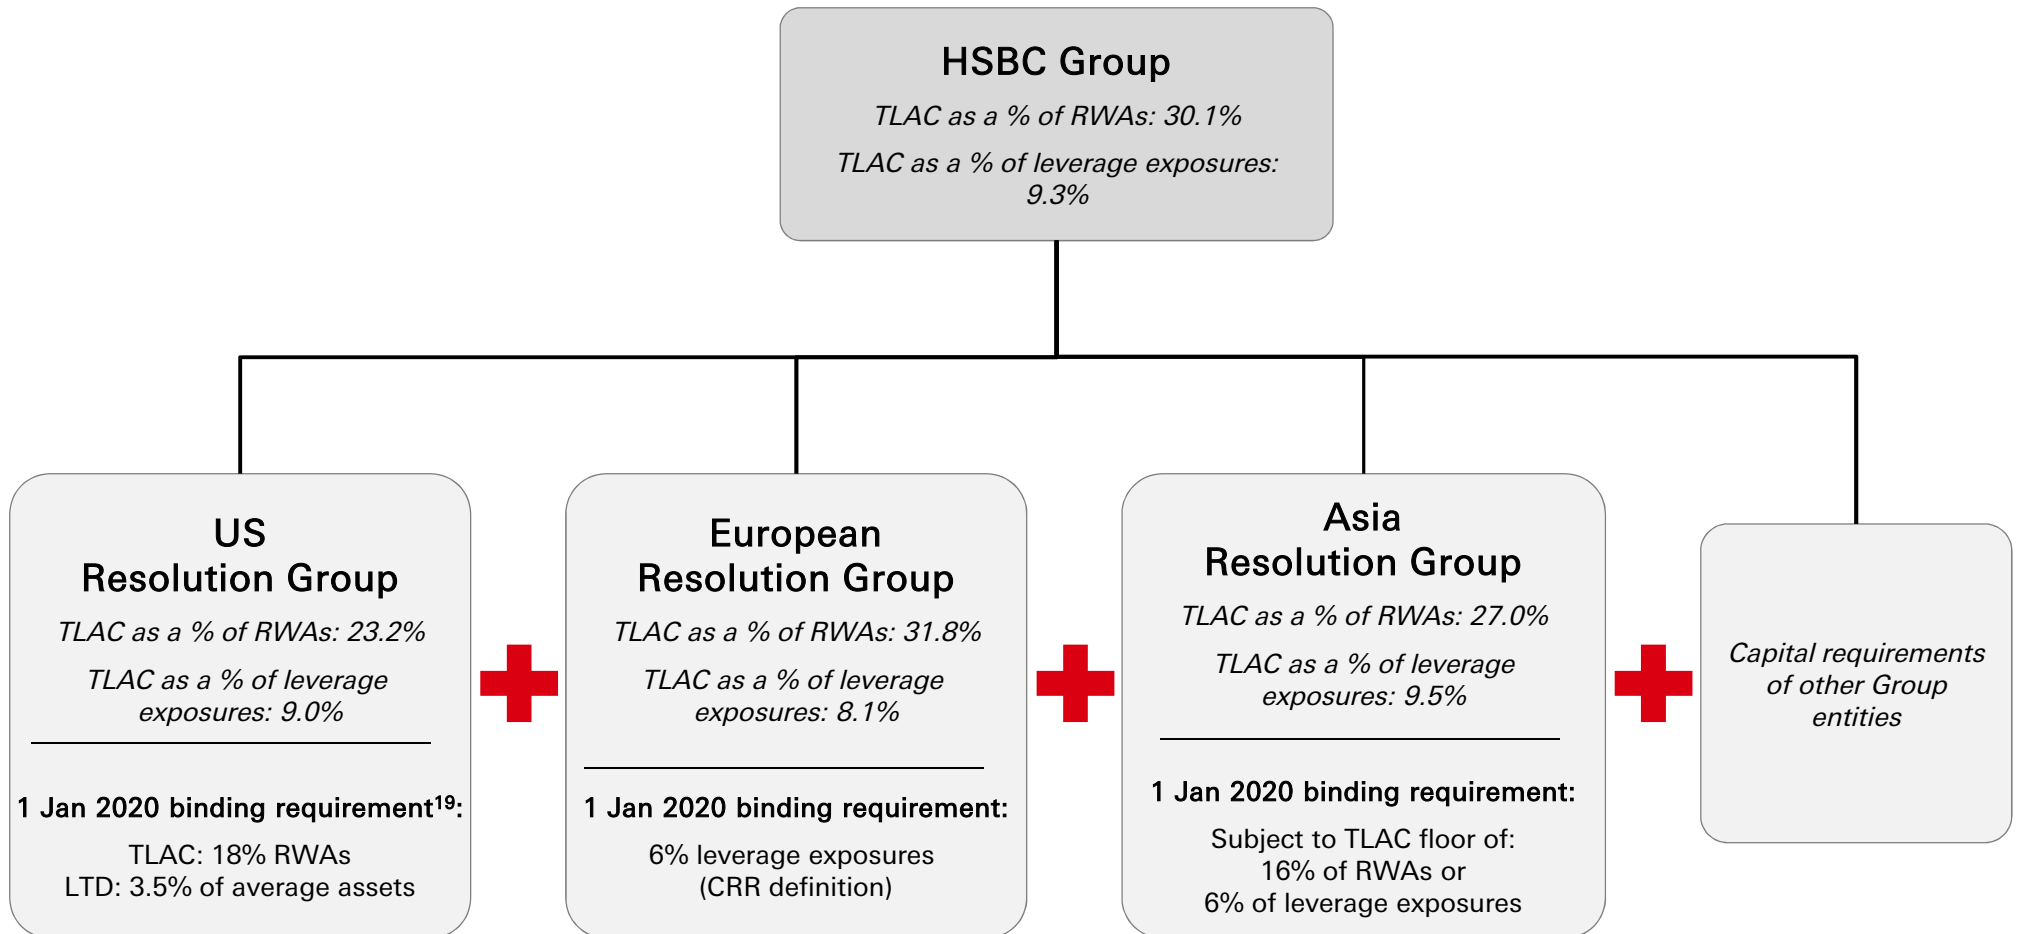 HSBC Group
TLAC as a % of RWAs: 30.1%
TLAC as a % of leverage exposures:
9.3%
US
Resolution Group
TLAC as a % of RWAs: 23.2%
TLAC as a % of leverage
exposures: 9.0%
1 Jan 2020 binding requirement¹⁹:
TLAC: 18% RWAs
LTD: 3.5% of average assets
European
Resolution Group
TLAC as a % of RWAs: 31.8%
TLAC as a % of leverage
exposures: 8.1%
1 Jan 2020 binding requirement:
6% leverage exposures
(CRR definition)
Asia
Resolution Group
TLAC as a % of RWAs: 27.0%
TLAC as a % of leverage
exposures: 9.5%
1 Jan 2020 binding requirement:
Subject to TLAC floor of:
16% of RWAs or
6% of leverage exposures
Capital requirements
of other Group
entities